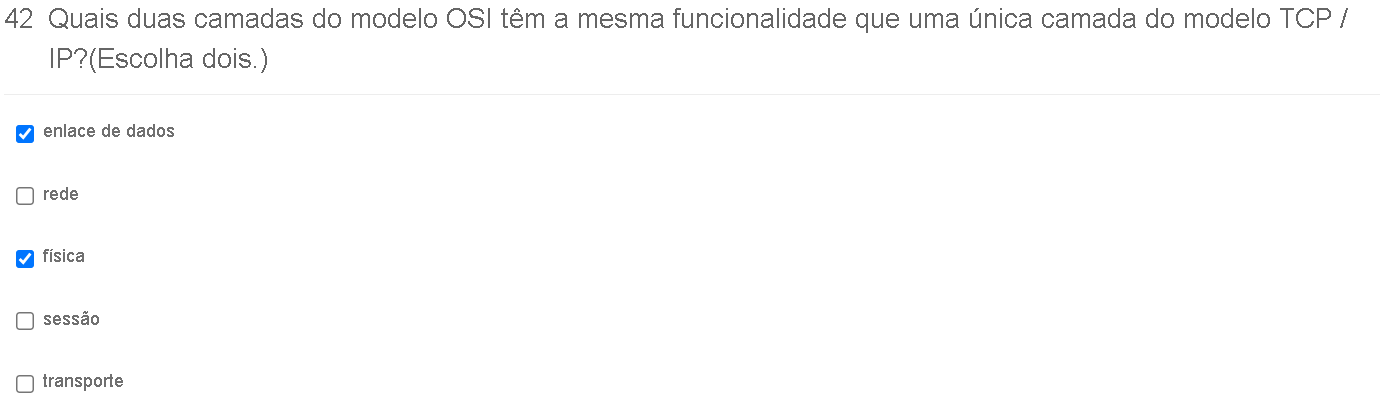 42 Quais duas camadas do modelo OSI têm a mesma funcionalidade que uma única camada do modelo TCP /
IP?(Escolha dois.)
enlace de dados
rede
física
sessão
transporte